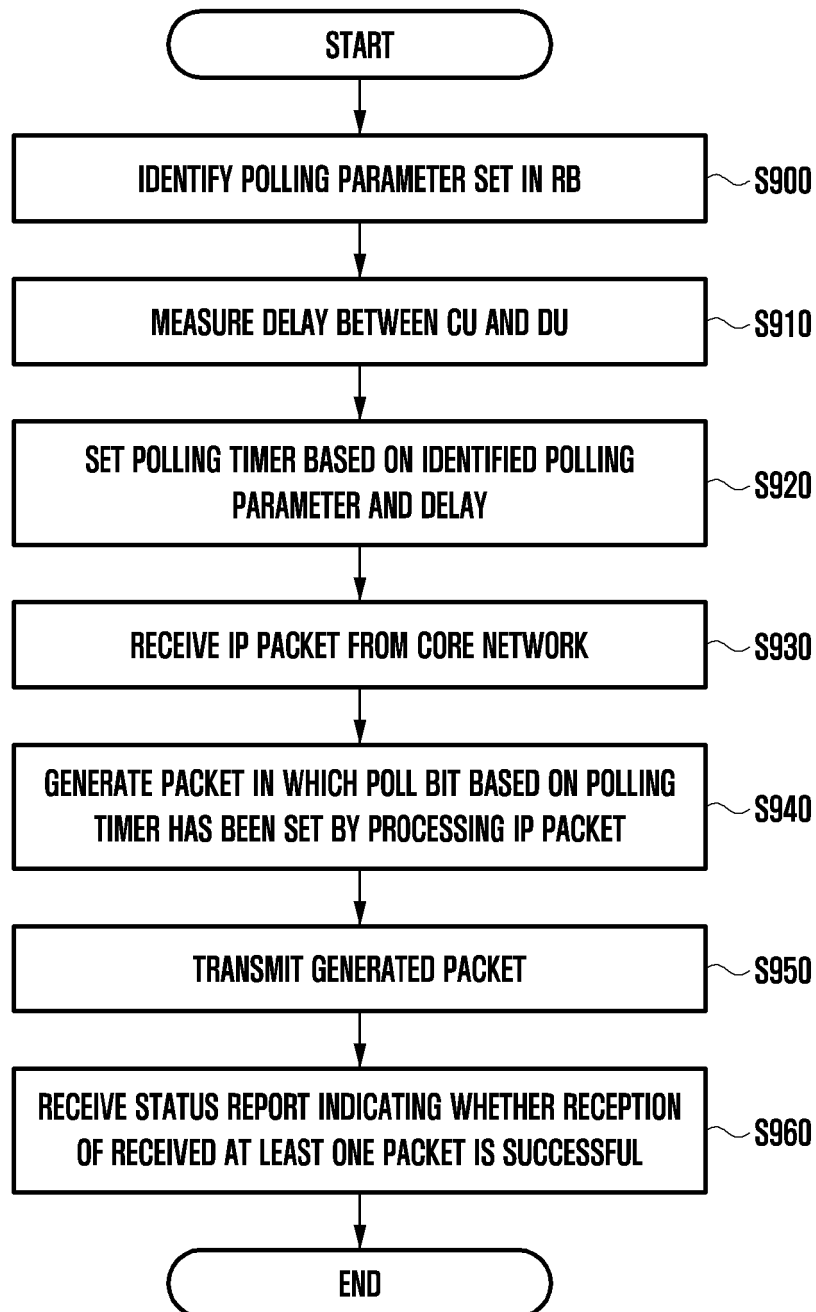 START
IDENTIFY POLLING PARAMETER SET IN RB
S900
MEASURE DELAY BETWEEN CU AND DU
S910
SET POLLING TIMER BASED ON IDENTIFIED POLLING
PARAMETER AND DELAY
S920
RECEIVE IP PACKET FROM CORE NETWORK
S930
GENERATE PACKET IN WHICH POLL BIT BASED ON POLLING
TIMER HAS BEEN SET BY PROCESSING IP PACKET
S940
TRANSMIT GENERATED PACKET
S950
RECEIVE STATUS REPORT INDICATING WHETHER RECEPTION
OF RECEIVED AT LEAST ONE PACKET IS SUCCESSFUL
S960
END